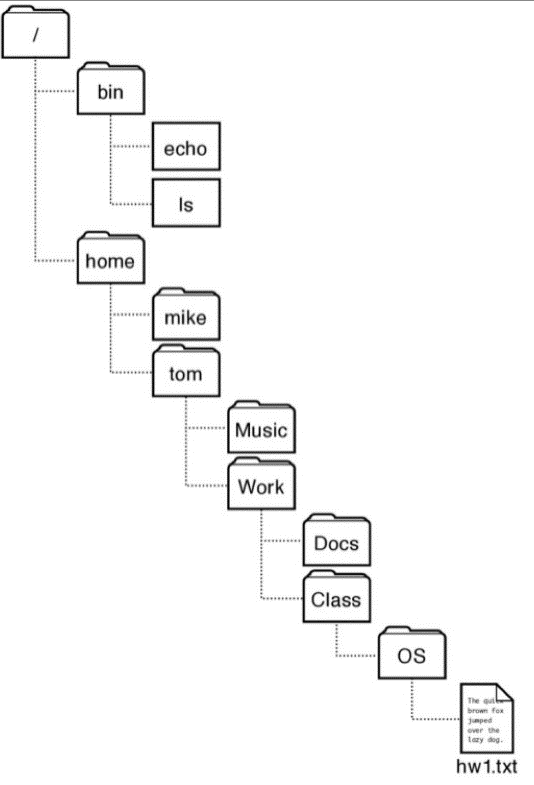 /
bin
echo
ls
home
mike
tom
Music
Work
Docs
Class
OS
The quick
brown fox
jumped
over the
lazy dog.
hw1.txt